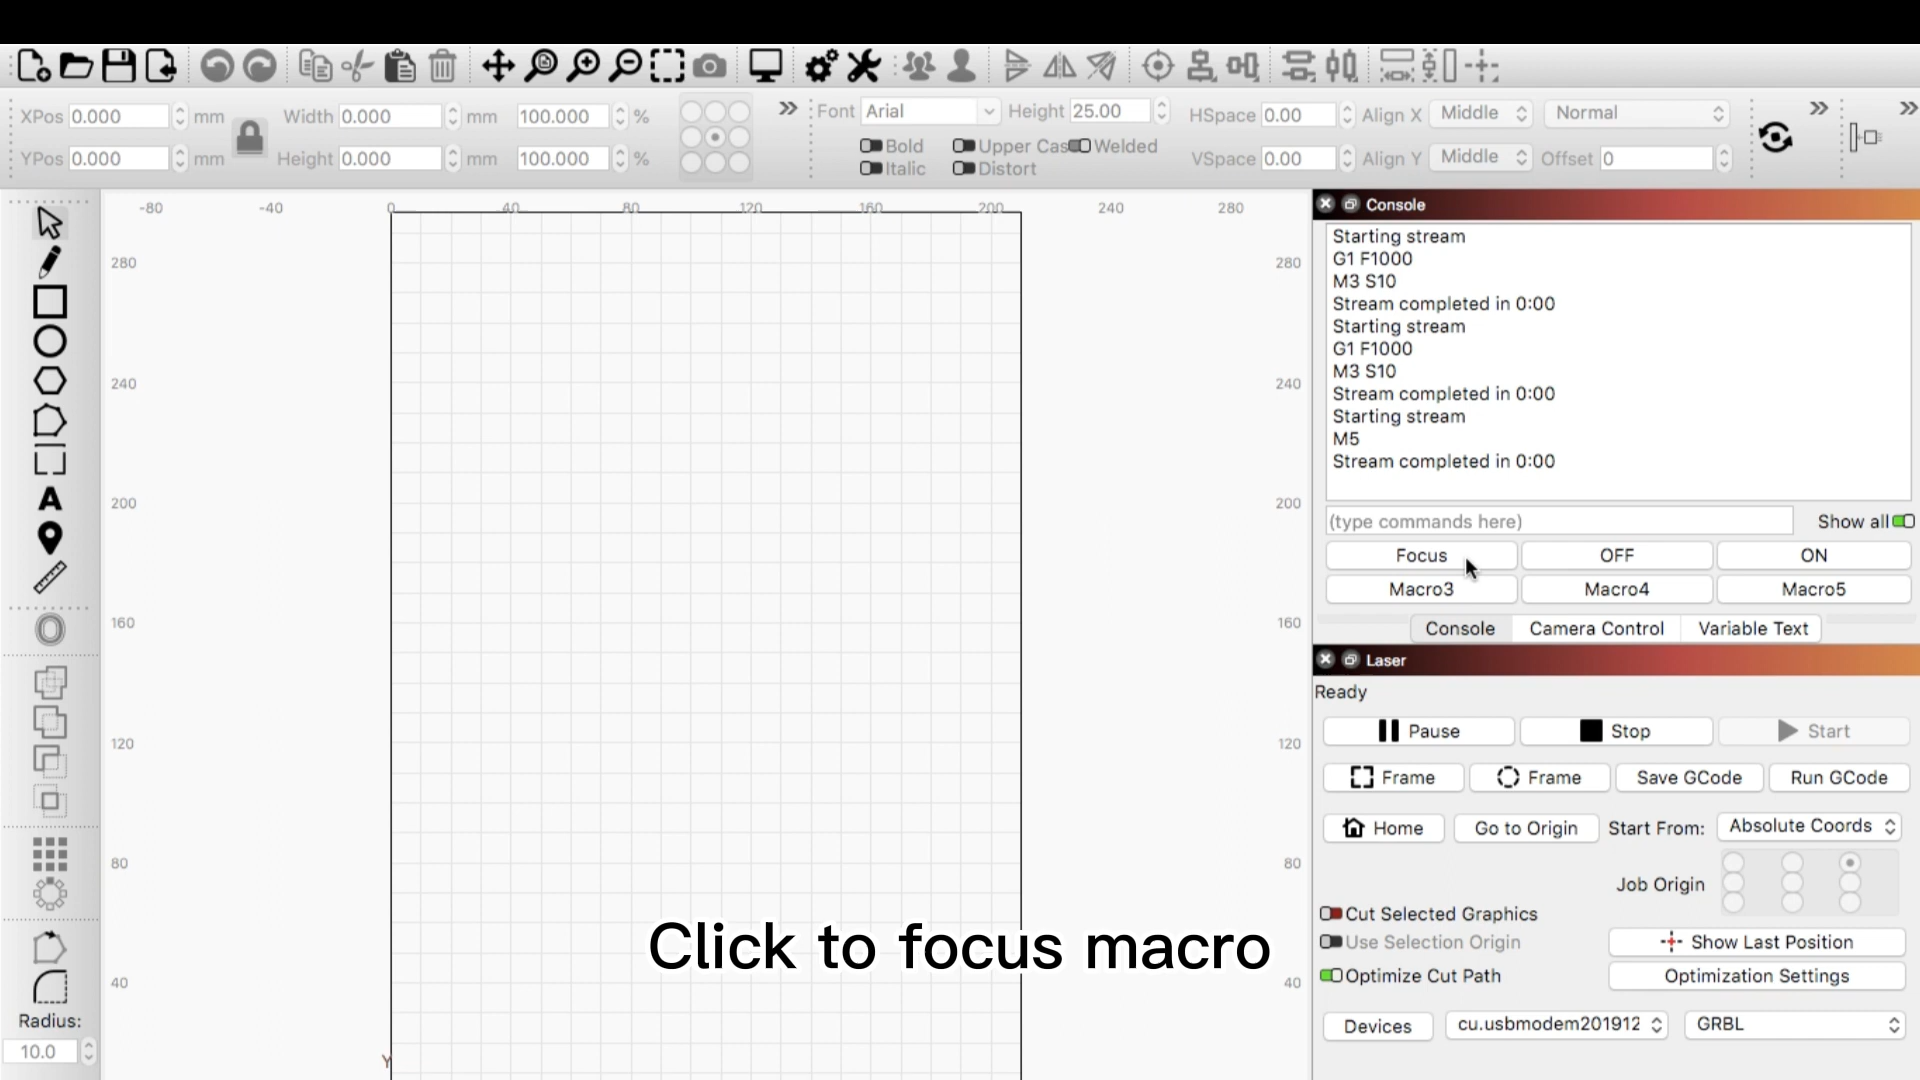 XPos 0.000 mm Width 0.000 mm 100.000 % Font Arial Height 25.00 HSpace 0.00 Align X Middle Normal
YPos 0.000 mm Height 0.000 mm 100.000 % Bold Upper Cas Welded VSpace 0.00 Align Y Middle Offset 0
Italic Distort
-80 -40 0 40 80 120 160 200 240 280
280 280
240 240
200 200
160 160
120 120
80 80
40 40
Y
A
Radius:
10.0
Console
Starting stream
G1 F1000
M3 S10
Stream completed in 0:00
Starting stream
G1 F1000
M3 S10
Stream completed in 0:00
Starting stream
M5
Stream completed in 0:00
(type commands here) Show all
Focus OFF ON
Macro3 Macro4 Macro5
Console Camera Control Variable Text
Laser
Ready
Pause Stop Start
Frame Frame Save GCode Run GCode
Home Go to Origin Start From: Absolute Coords
Job Origin
Cut Selected Graphics
Use Selection Origin Show Last Position
Optimize Cut Path Optimization Settings
Devices cu.usbmodem201912 GRBL
Click to focus macro